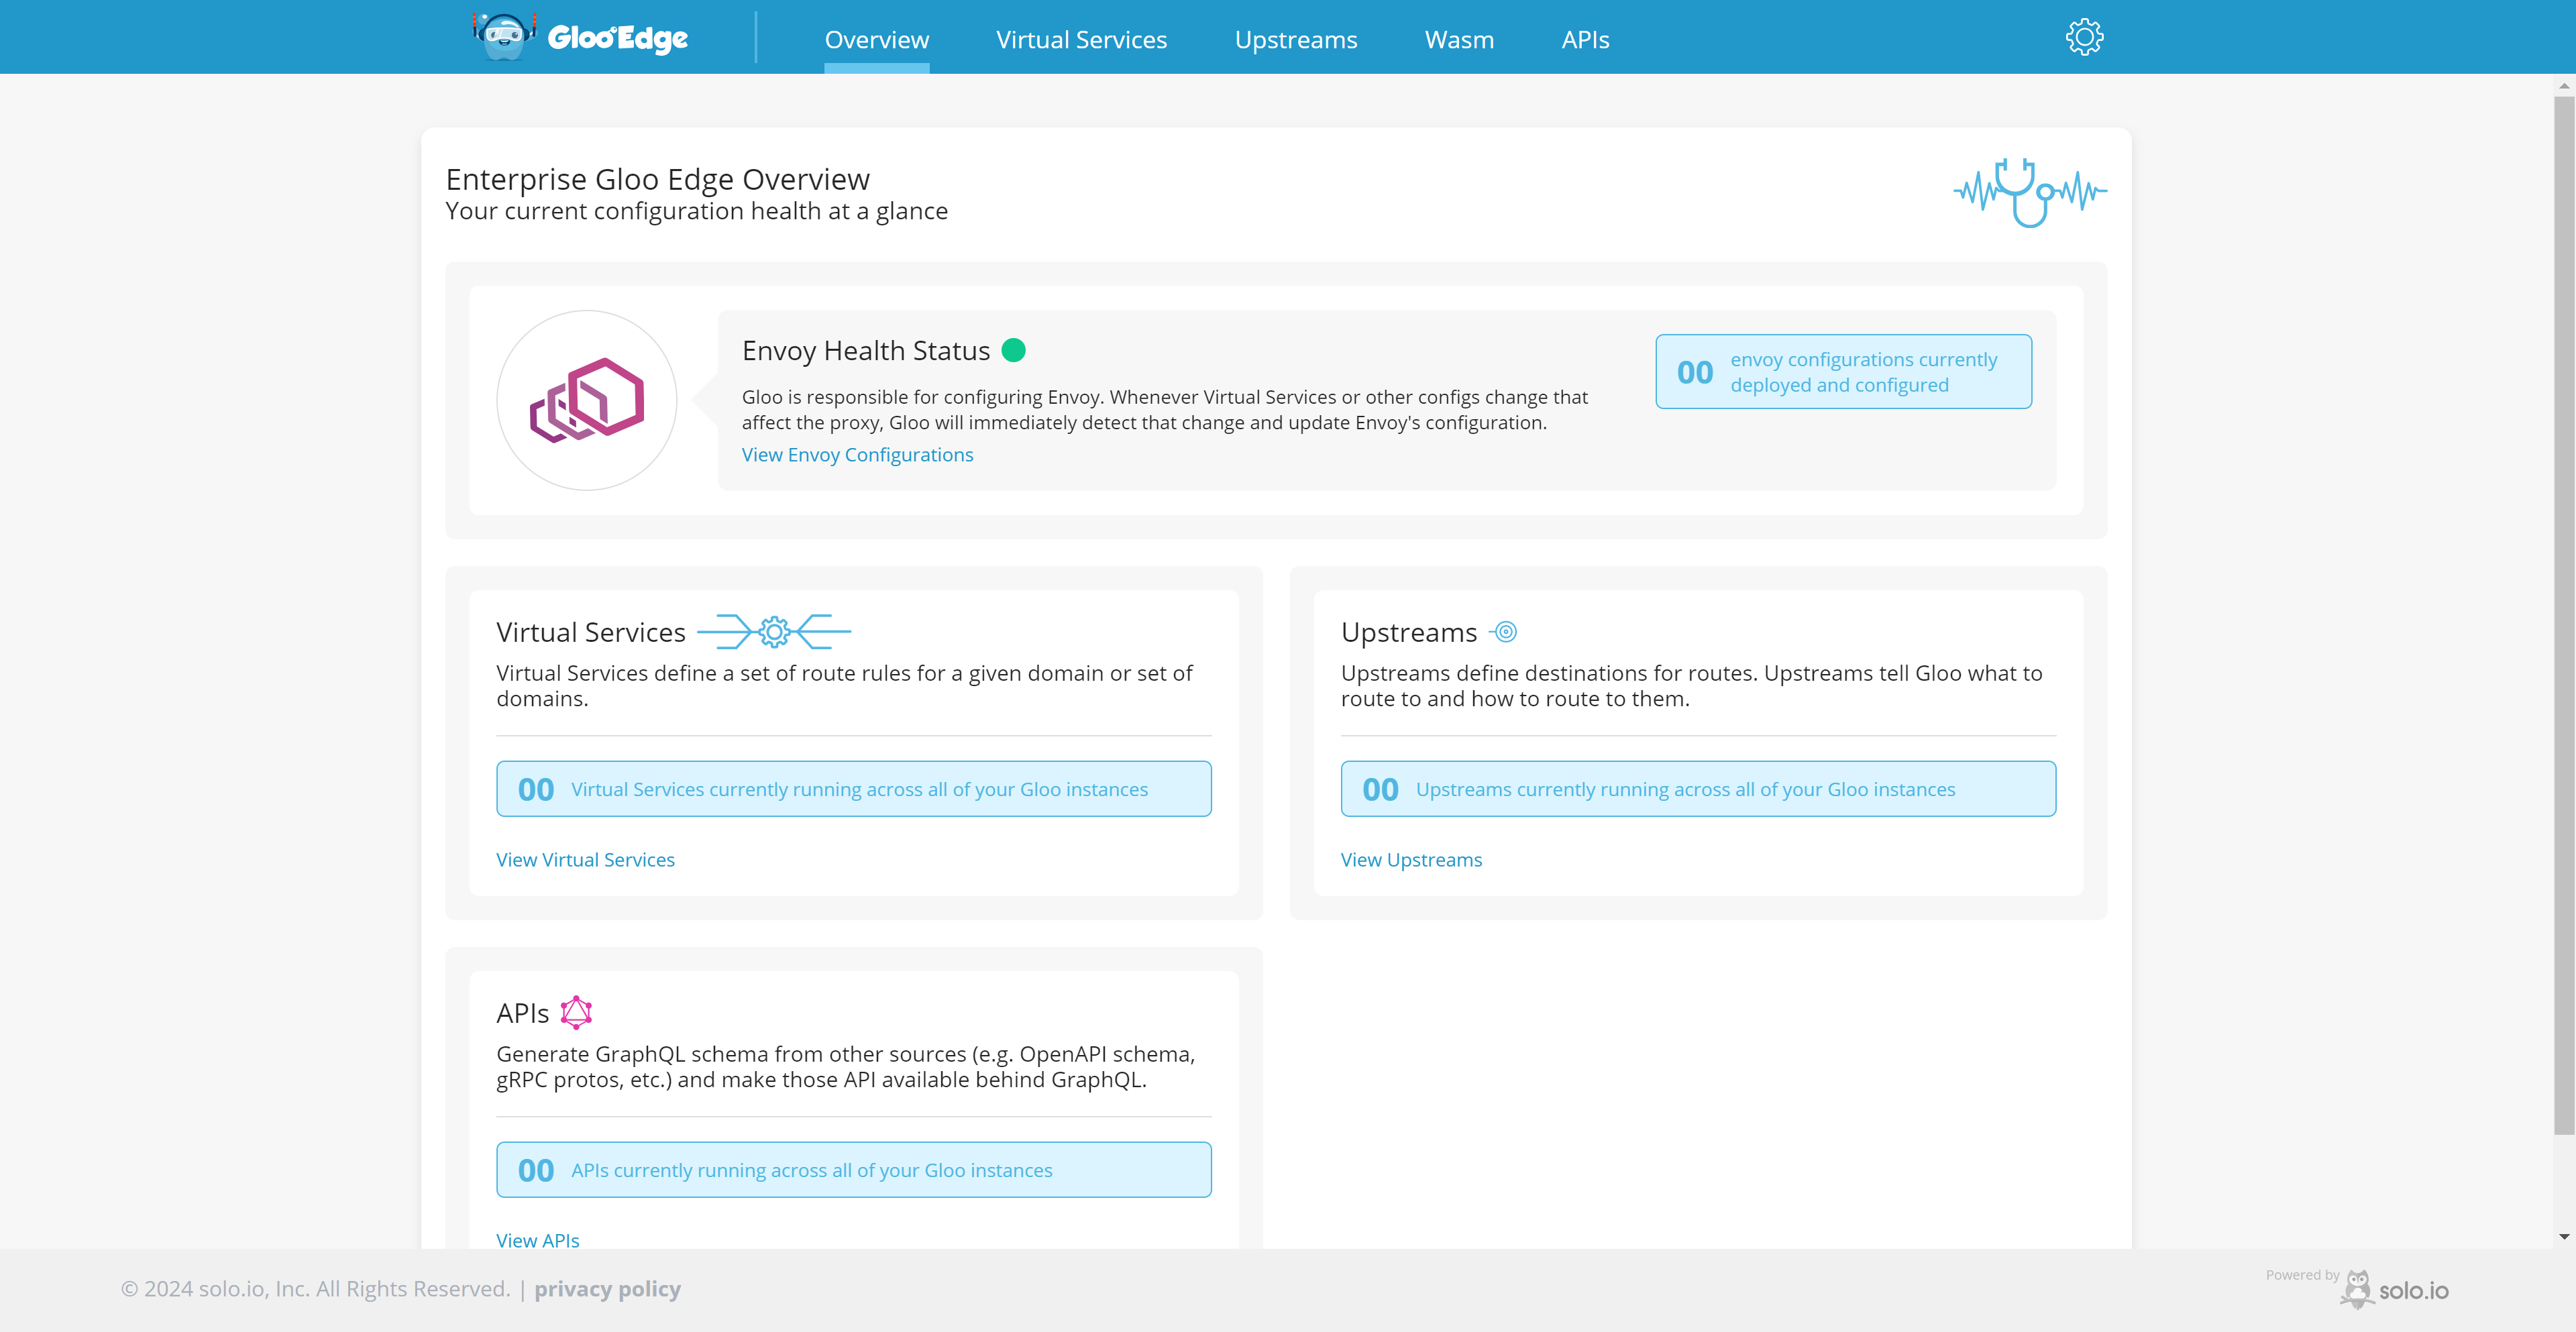 Gloo Edge
Overview
Virtual Services
Upstreams
Wasm
APIs
Enterprise Gloo Edge Overview
Your current configuration health at a glance
Envoy Health Status
Gloo is responsible for configuring Envoy. Whenever Virtual Services or other configs change that
affect the proxy, Gloo will immediately detect that change and update Envoy's configuration.
View Envoy Configurations
00
envoy configurations currently
deployed and configured
Virtual Services
Virtual Services define a set of route rules for a given domain or set of
domains.
00 Virtual Services currently running across all of your Gloo instances
View Virtual Services
Upstreams
Upstreams define destinations for routes. Upstreams tell Gloo what to
route to and how to route to them.
00 Upstreams currently running across all of your Gloo instances
View Upstreams
APIs
Generate GraphQL schema from other sources (e.g. OpenAPI schema,
gRPC protos, etc.) and make those API available behind GraphQL.
00 APIs currently running across all of your Gloo instances
View APIs
© 2024 solo.io, Inc. All Rights Reserved. | privacy policy
Powered by solo.io